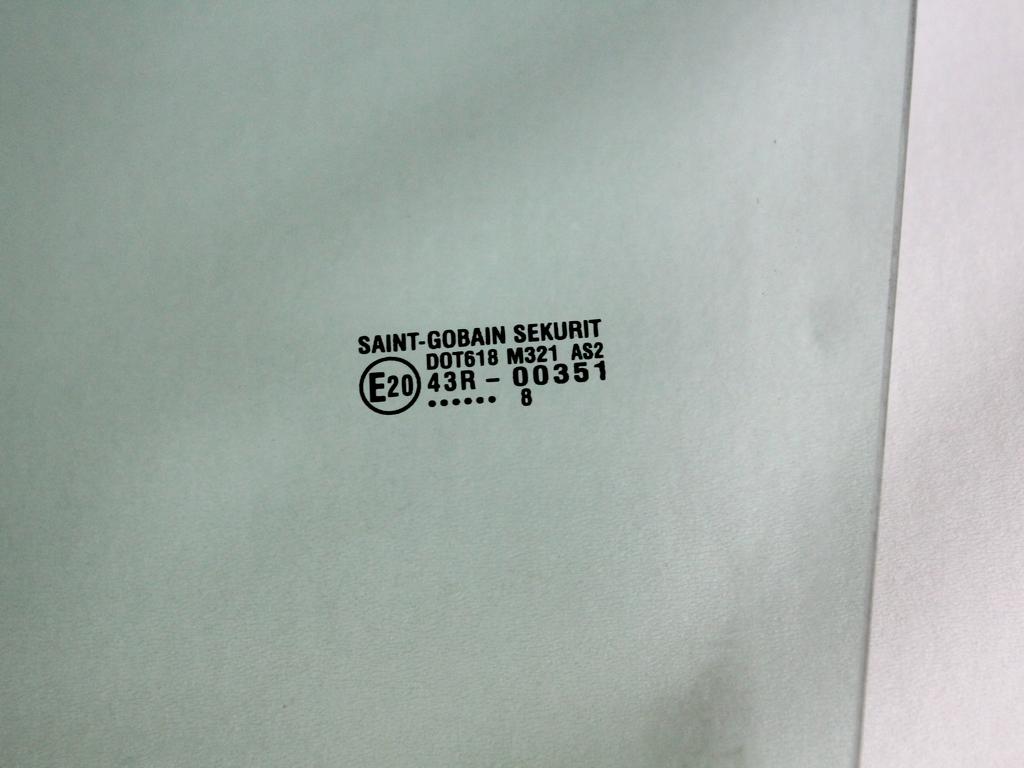 SAINT-GOBAIN SEKURIT
DOT618 M321 AS2
E20 43R - 00351
...... 8